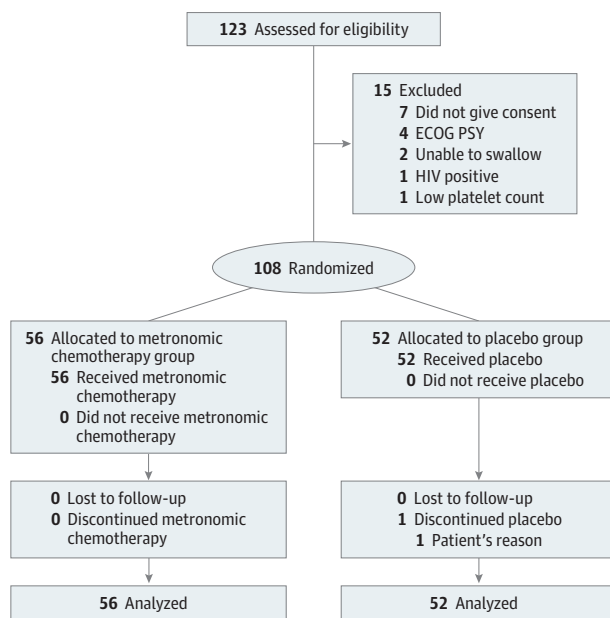 123 Assessed for eligibility
15 Excluded
7 Did not give consent
4 ECOG PSY
2 Unable to swallow
1 HIV positive
1 Low platelet count
108 Randomized
56 Allocated to metronomic
chemotherapy group
56 Received metronomic
chemotherapy
0 Did not receive metronomic
chemotherapy
52 Allocated to placebo group
52 Received placebo
0 Did not receive placebo
0 Lost to follow-up
0 Discontinued metronomic
chemotherapy
0 Lost to follow-up
1 Discontinued placebo
1 Patient's reason
56 Analyzed
52 Analyzed